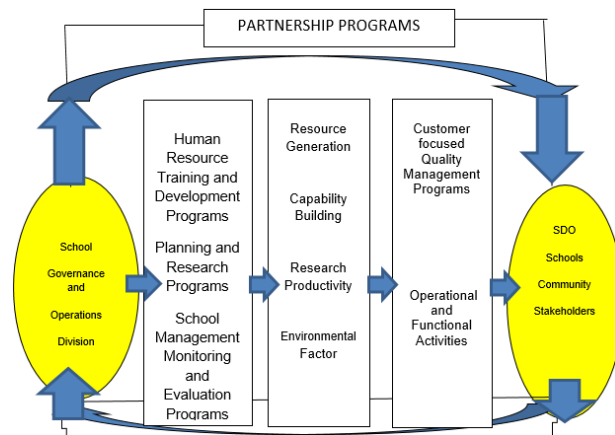 PARTNERSHIP PROGRAMS
School
Governance
and
Operations
Division
Human
Resource
Training and
Development
Programs
Planning and
Research
Programs
School
Management
Monitoring
and
Evaluation
Programs
Resource
Generation
Capability
Building
Research
Productivity
Environmental
Factor
Customer
focused
Quality
Management
Programs
Operational
and
Functional
Activities
SDO
Schools
Community
Stakeholders